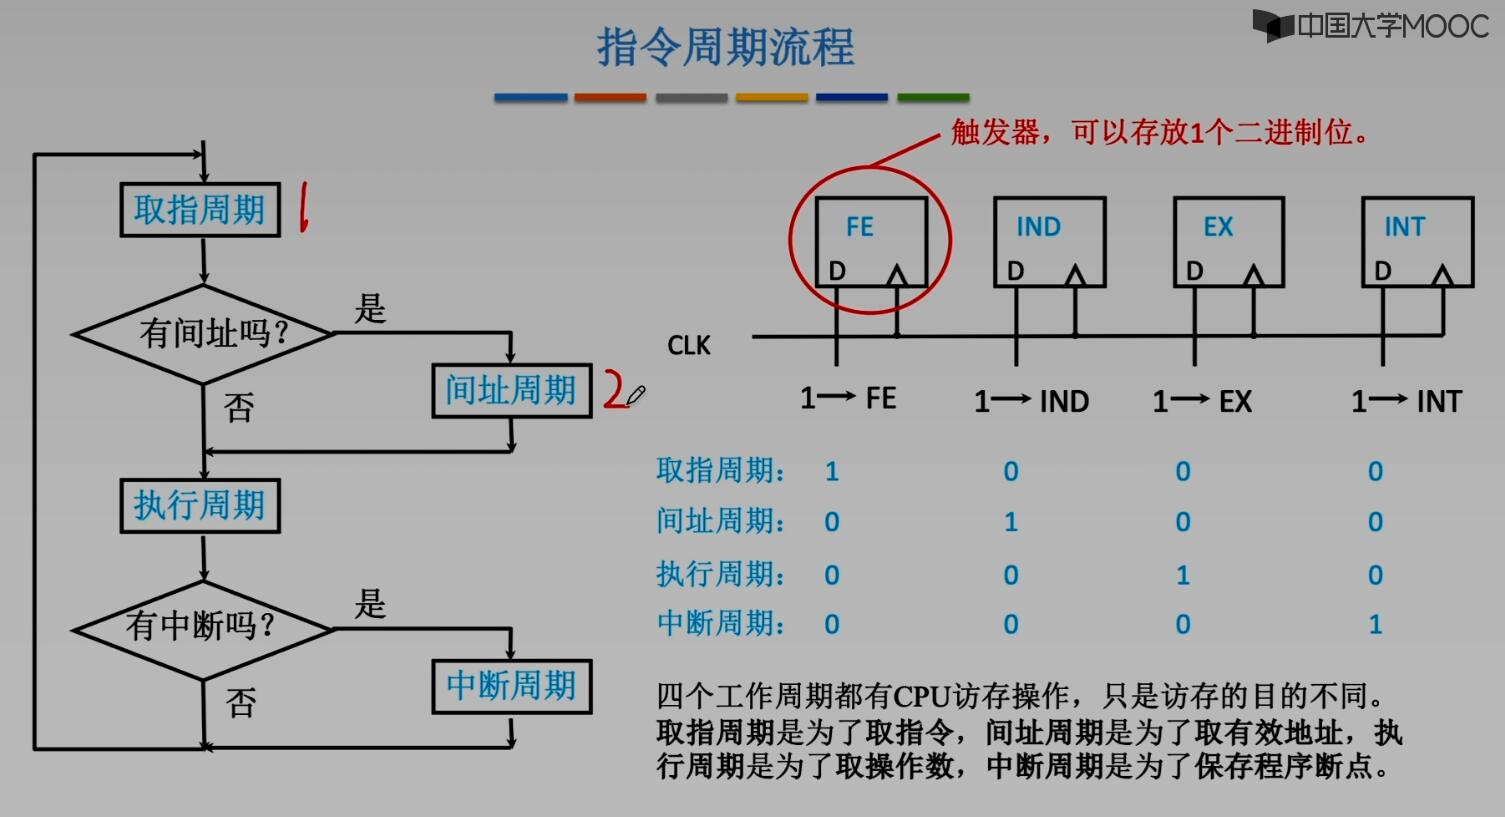 中国大学MOOC
指令周期流程
触发器，可以存放1个二进制位。
取指周期 1
有间址吗？
是
否
间址周期 2
执行周期
有中断吗？
是
否
中断周期
FE IND EX INT
D D D D
CLK
1→FE 1→IND 1→EX 1→INT
取指周期： 1 0 0 0
间址周期： 0 1 0 0
执行周期： 0 0 1 0
中断周期： 0 0 0 1
四个工作周期都有CPU访存操作，只是访存的目的不同。
取指周期是为了取指令，间址周期是为了取有效地址，执
行周期是为了取操作数，中断周期是为了保存程序断点。